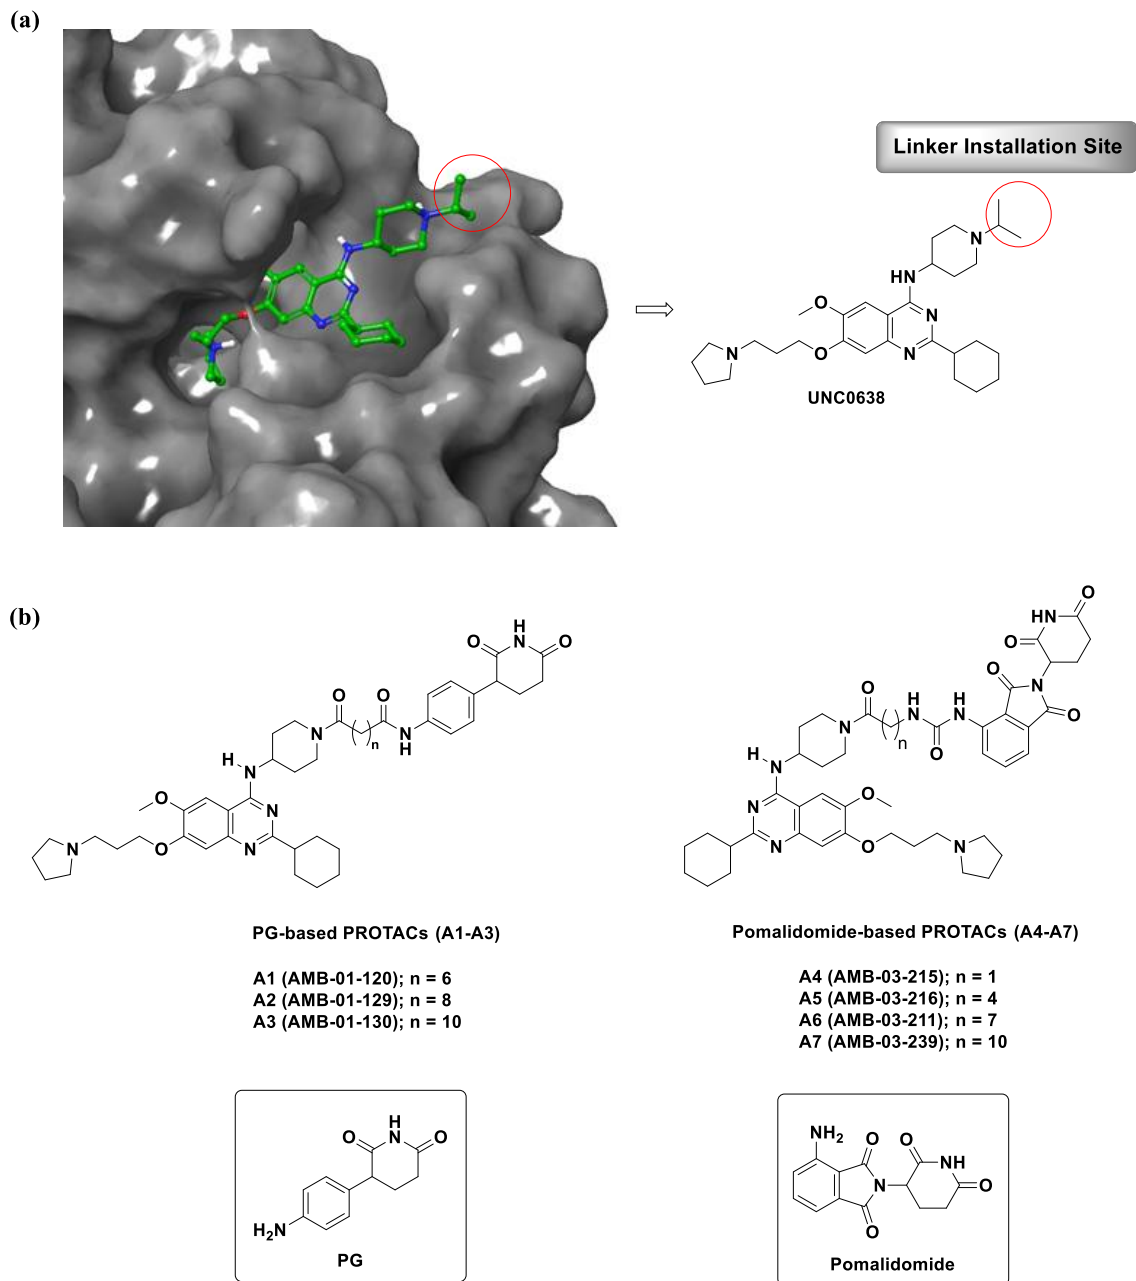 (a)
Linker Installation Site
N
HN
O
N
N
O
N
UNC0638
(b)
H
N
O
O
O
O
N
n
N
H
H
N
O
N
N
O
N
PG-based PROTACs (A1-A3)
A1 (AMB-01-120); n = 6
A2 (AMB-01-129); n = 8
A3 (AMB-01-130); n = 10
H
N
O
O
H2N
PG
O
HN
O
O
N
O
H
N
H
N
O
n
O
N
H
N
N
O
N
O
N
Pomalidomide-based PROTACs (A4-A7)
A4 (AMB-03-215); n = 1
A5 (AMB-03-216); n = 4
A6 (AMB-03-211); n = 7
A7 (AMB-03-239); n = 10
NH2
O
O
NH
N
O
O
Pomalidomide